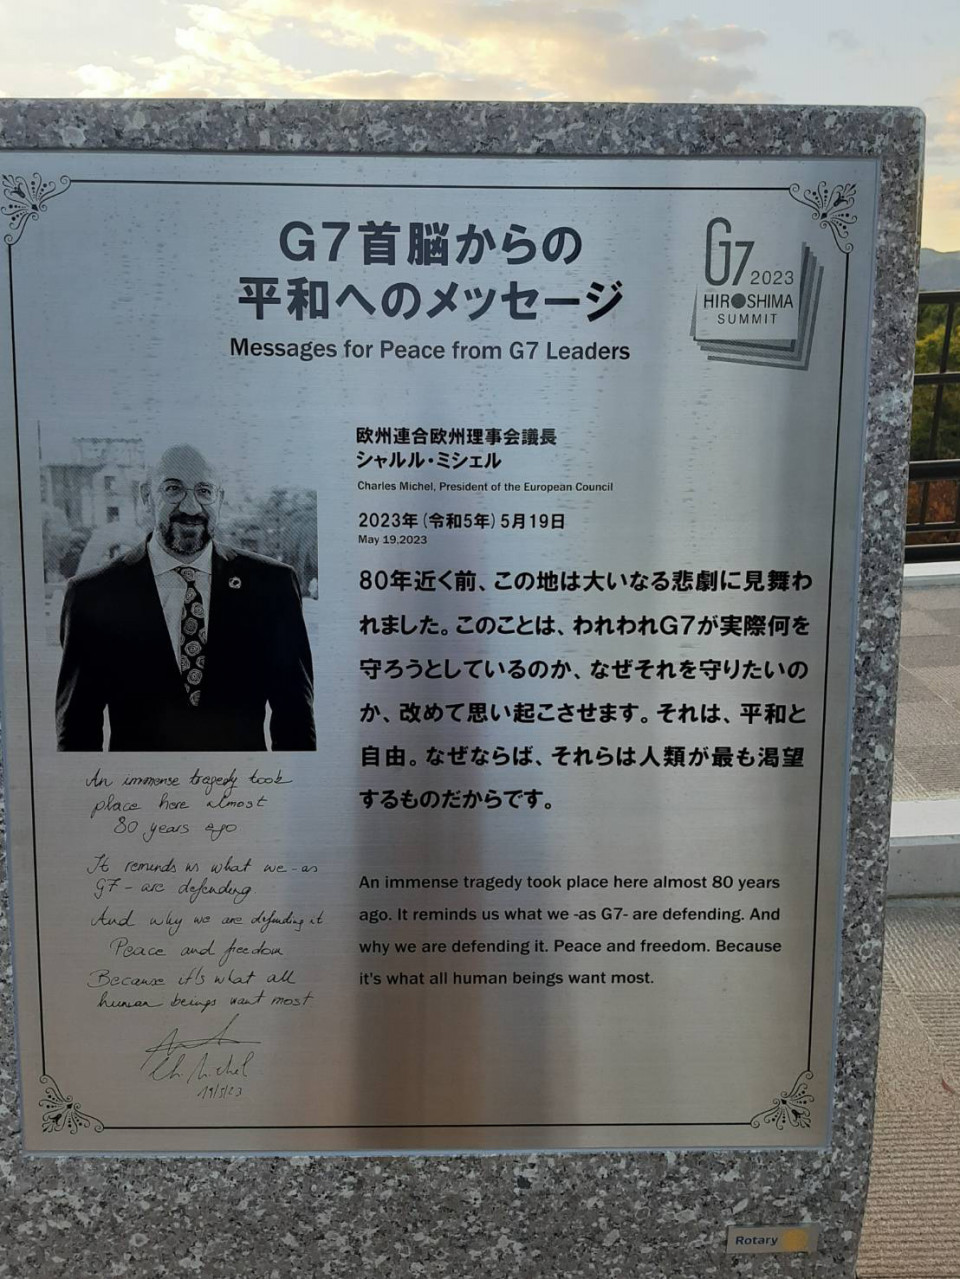 G7首脳からの
平和へのメッセージ
Messages for Peace from G7 Leaders
G7 2023
HIROSHIMA
SUMMIT
欧州連合欧州理事会議長
シャルル・ミシェル
Charles Michel, President of the European Council
2023年(令和5年)5月19日
May 19.2023
80年近く前、この地は大いなる悲劇に見舞わ
れました。このことは、われわれG7が実際何を
守ろうとしているのか、なぜそれを守りたいの
か、改めて思い起こさせます。それは、平和と
自由。なぜならば、それらは人類が最も渇望
するものだからです。
An immense tragedy took
place here almost
80 years ago
It reminds us what we - as
G7 - are defending
And why we are defending it
Peace and freedom
Because it's what all
human beings want most
Ch. Michel
19/5/23
An immense tragedy took place here almost 80 years
ago. It reminds us what we -as G7- are defending. And
why we are defending it. Peace and freedom. Because
it's what all human beings want most.
Rotary